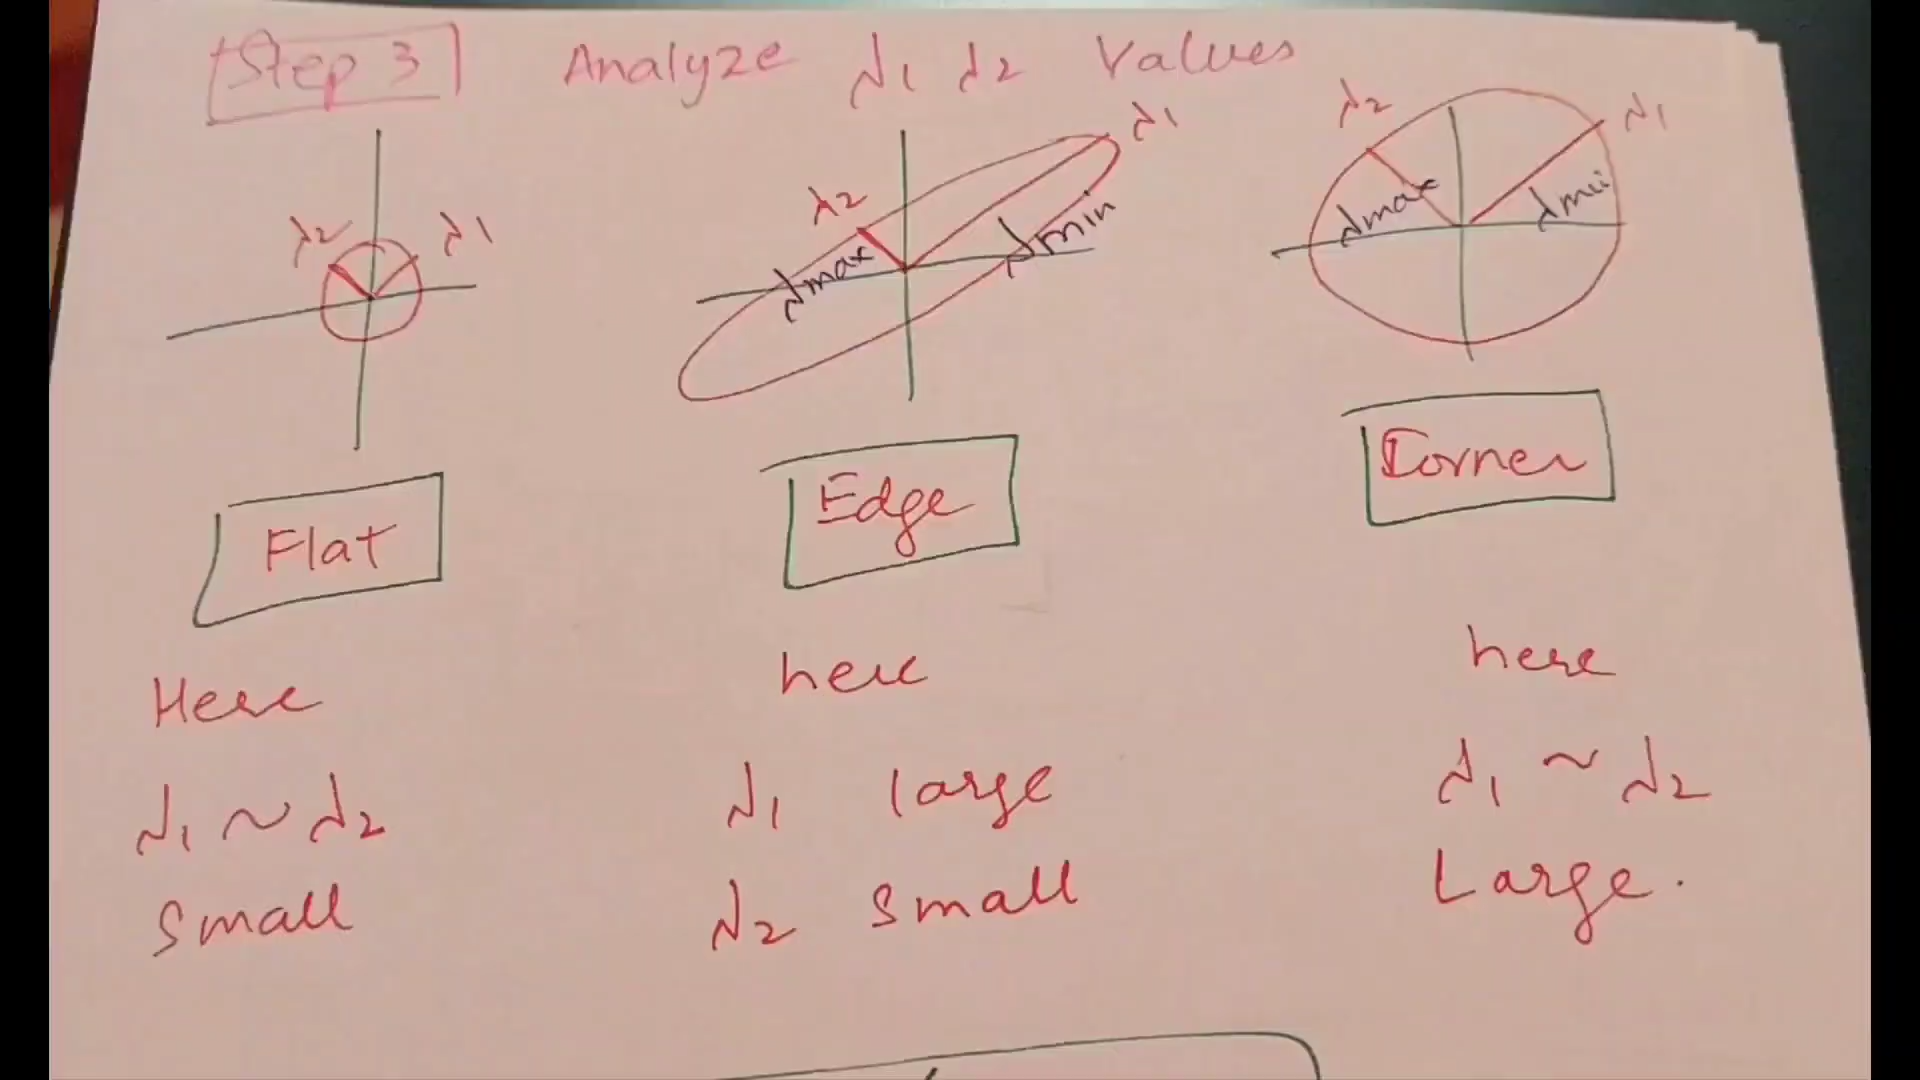 Step 3 Analyze λ1 λ2 Values
λ2 λ1
λ2 λ1
λmax λmin
λ2 λ1
λmax
Flat
Edge
Corner
Here
λ1 ~ λ2
Small
here
λ1 large
λ2 small
here
λ1 ~ λ2
Large.